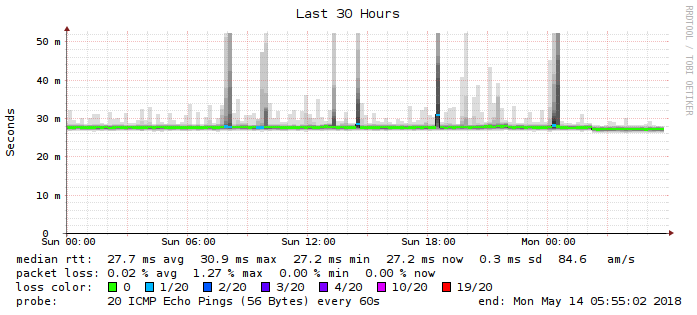 Last 30 Hours
RRDTOOL / TOBI OETIKER
Seconds
50 m
40 m
30 m
20 m
10 m
0
Sun 00:00 Sun 06:00 Sun 12:00 Sun 18:00 Mon 00:00
median rtt: 27.7 ms avg 30.9 ms max 27.2 ms min 27.2 ms now 0.3 ms sd 84.6 am/s
packet loss: 0.02 % avg 1.27 % max 0.00 % min 0.00 % now
loss color: 0 1/20 2/20 3/20 4/20 10/20 19/20
probe: 20 ICMP Echo Pings (56 Bytes) every 60s end: Mon May 14 05:55:02 2018